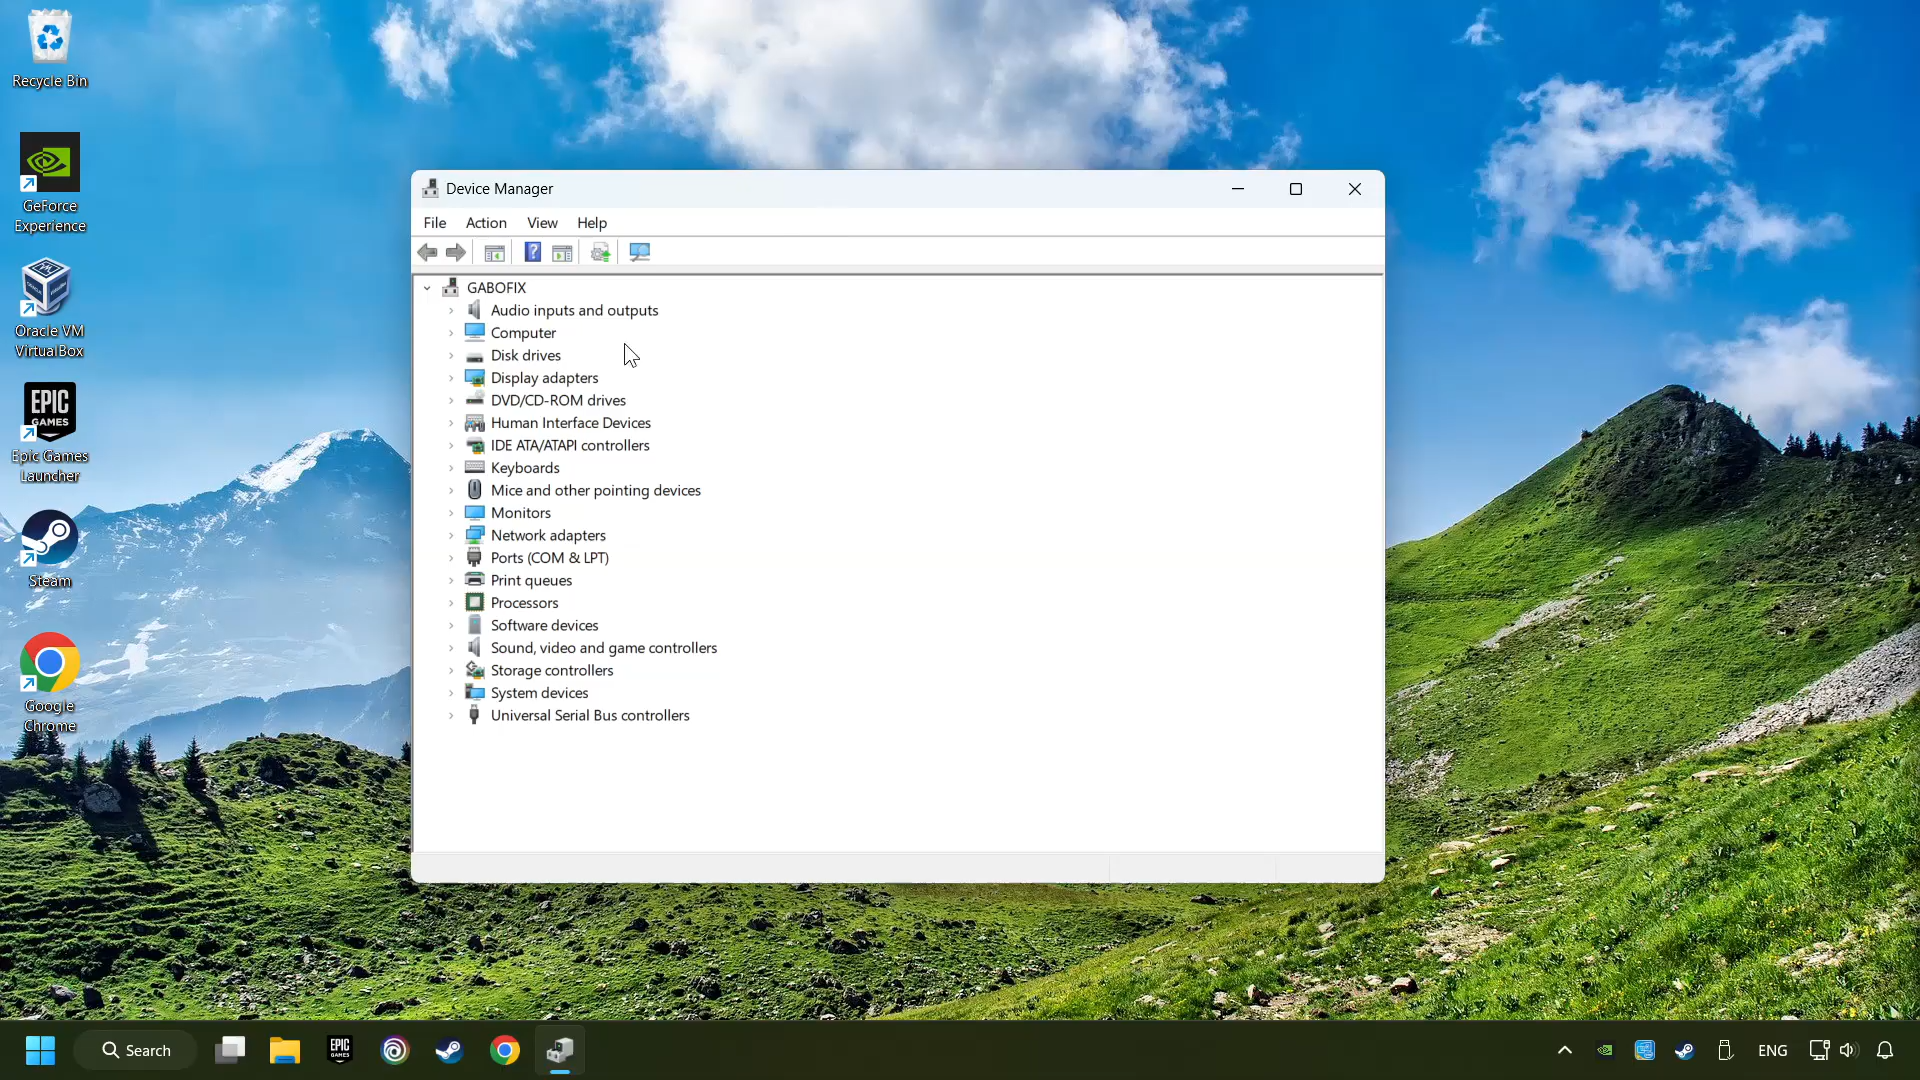 Recycle Bin
GeForce
Experience
Oracle VM
VirtualBox
EPIC
GAMES
Epic Games
Launcher
Steam
Google
Chrome
Device Manager
File Action View Help
GABOFIX
Audio inputs and outputs
Computer
Disk drives
Display adapters
DVD/CD-ROM drives
Human Interface Devices
IDE ATA/ATAPI controllers
Keyboards
Mice and other pointing devices
Monitors
Network adapters
Ports (COM & LPT)
Print queues
Processors
Software devices
Sound, video and game controllers
Storage controllers
System devices
Universal Serial Bus controllers
Search
EPIC
GAMES
ENG